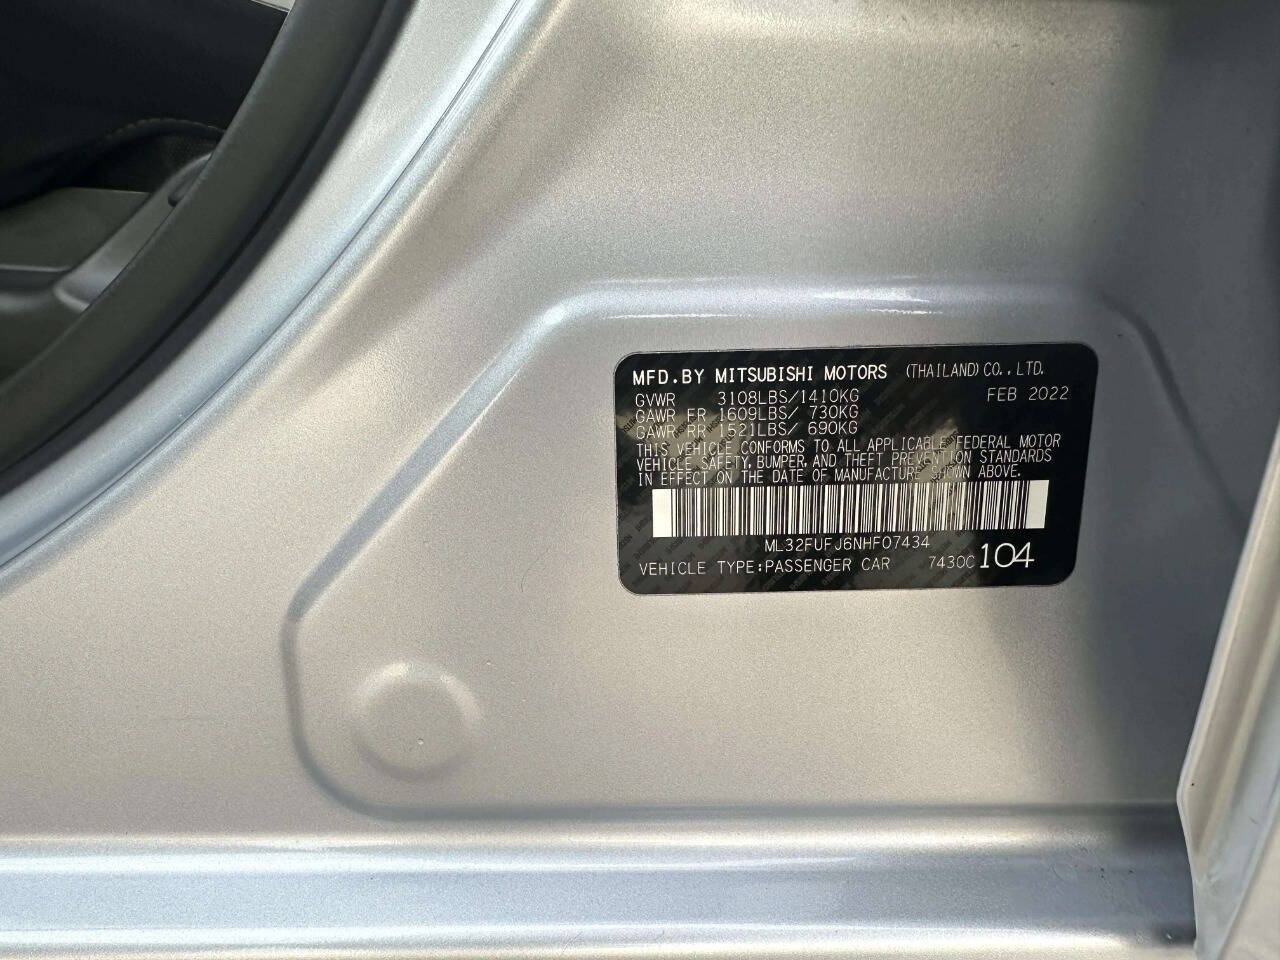 MFD.BY MITSUBISHI MOTORS (THAILAND)CO.,LTD.
GVWR 3108LBS/1410KG FEB 2022
GAWR FR 1609LBS/ 730KG
GAWR RR 1521LBS/ 690KG
THIS VEHICLE CONFORMS TO ALL APPLICABLE FEDERAL MOTOR
VEHICLE SAFETY, BUMPER, AND THEFT PREVENTION STANDARDS
IN EFFECT ON THE DATE OF MANUFACTURE SHOWN ABOVE.
ML32FUFJ6NHF07434
VEHICLE TYPE:PASSENGER CAR 7430C 104